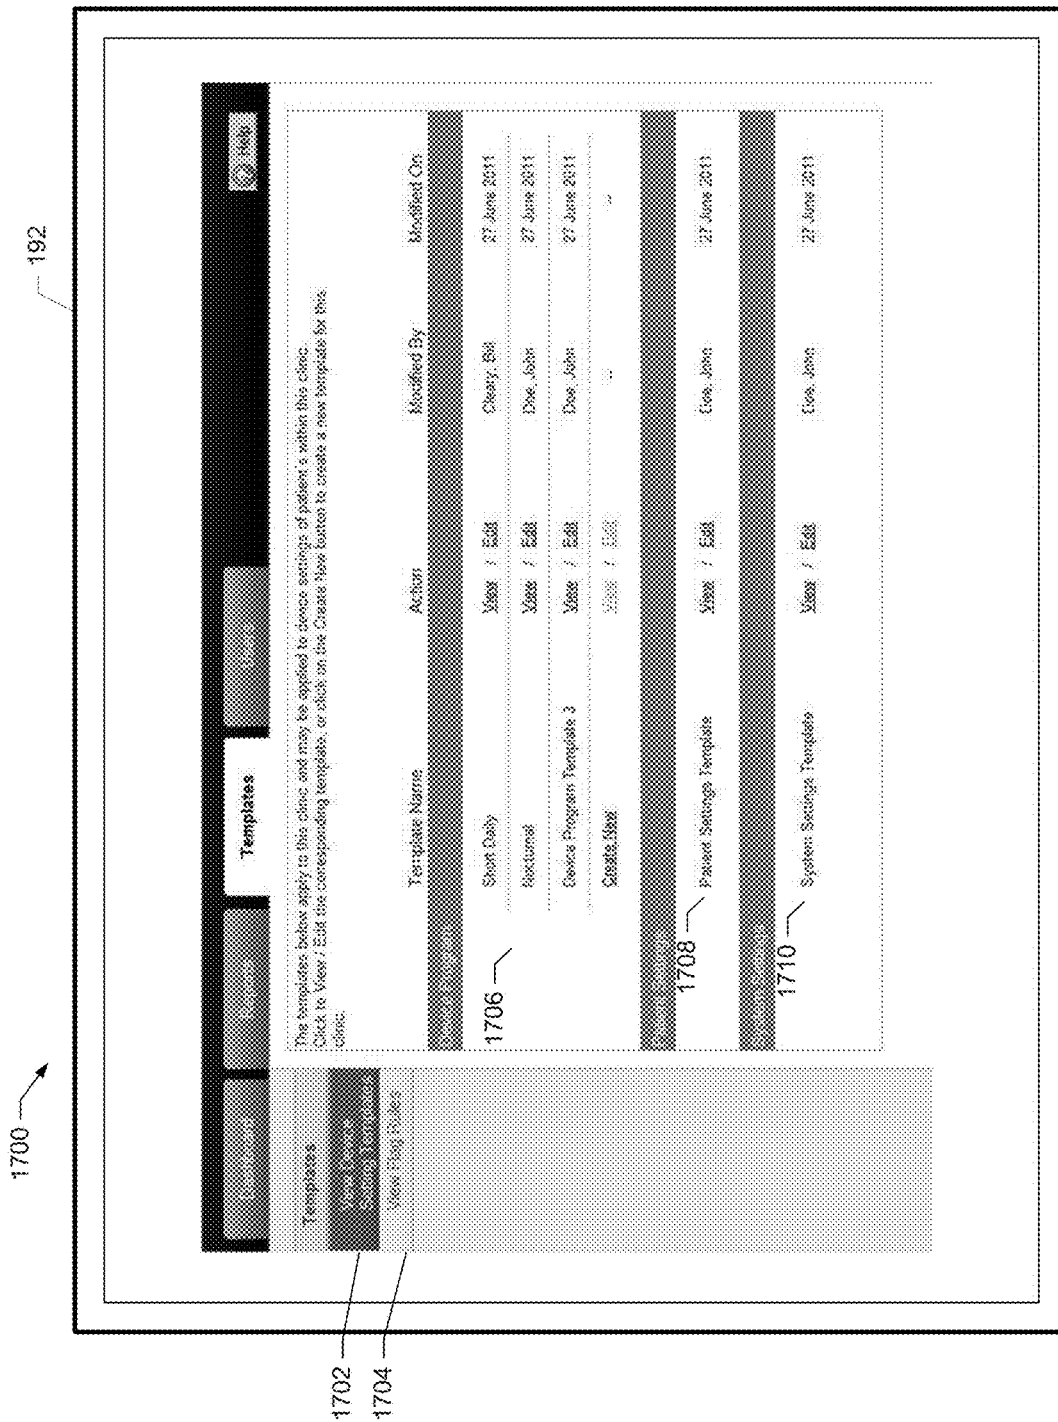 1700
192
Templates
Help
Templates
View Flag Rules
1702
1704
The templates below apply to this clinic and may be applied to device settings of patient's within this clinic.
Click to View / Edit the corresponding template, or click on the Create New button to create a new template for this
clinic.
Template Name Action Modified By Modified On
1706
Short Daily View / Edit Cleary, Bill 27 June 2011
Nocturnal View / Edit Doe, John 27 June 2011
Device Program Template 3 View / Edit Doe, John 27 June 2011
Create New View / Edit -- --
1708
Patient Settings Template View / Edit Doe, John 27 June 2011
1710
System Settings Template View / Edit Doe, John 27 June 2011